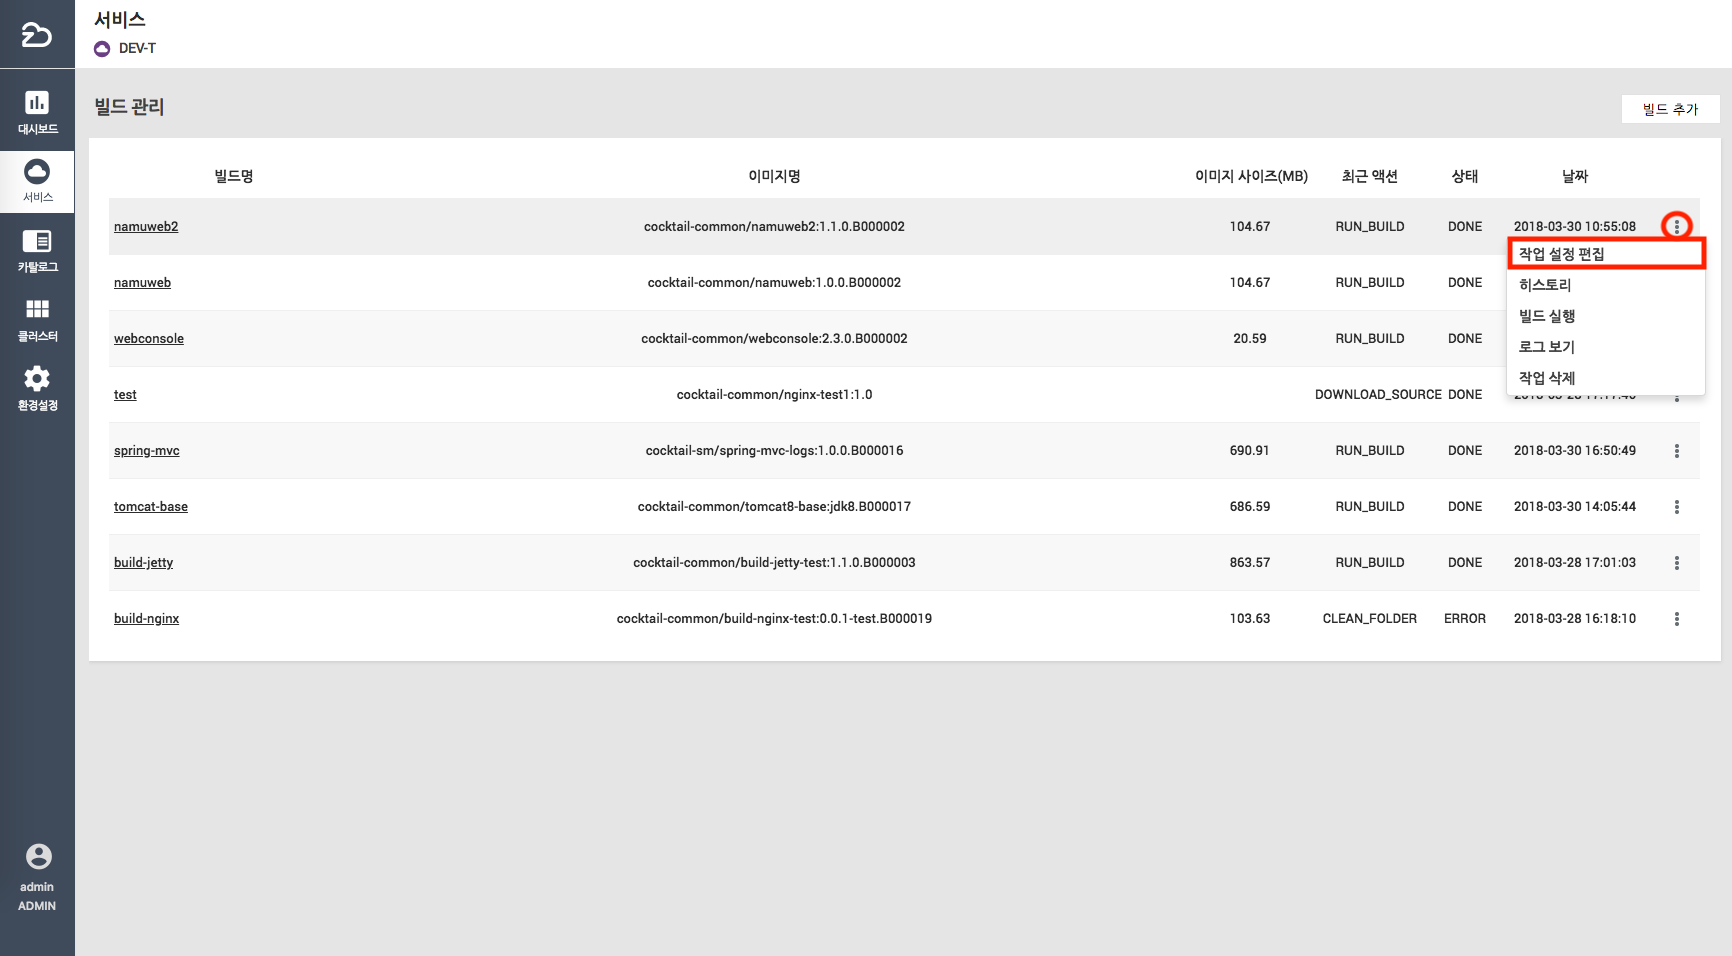 서비스
DEV-T
대시보드
서비스
카탈로그
클러스터
환경설정
admin
ADMIN
빌드 관리
빌드 추가
빌드명 이미지명 이미지 사이즈(MB) 최근 액션 상태 날짜
namuweb2 cocktail-common/namuweb2:1.1.0.B000002 104.67 RUN_BUILD DONE 2018-03-30 10:55:08
namuweb cocktail-common/namuweb:1.0.0.B000002 104.67 RUN_BUILD DONE
webconsole cocktail-common/webconsole:2.3.0.B000002 20.59 RUN_BUILD DONE
test cocktail-common/nginx-test1:1.0 DOWNLOAD_SOURCE DONE
작업 설정 편집
히스토리
빌드 실행
로그 보기
작업 삭제
spring-mvc cocktail-sm/spring-mvc-logs:1.0.0.B000016 690.91 RUN_BUILD DONE 2018-03-30 16:50:49
tomcat-base cocktail-common/tomcat8-base:jdk8.B000017 686.59 RUN_BUILD DONE 2018-03-30 14:05:44
build-jetty cocktail-common/build-jetty-test:1.1.0.B000003 863.57 RUN_BUILD DONE 2018-03-28 17:01:03
build-nginx cocktail-common/build-nginx-test:0.0.1-test.B000019 103.63 CLEAN_FOLDER ERROR 2018-03-28 16:18:10